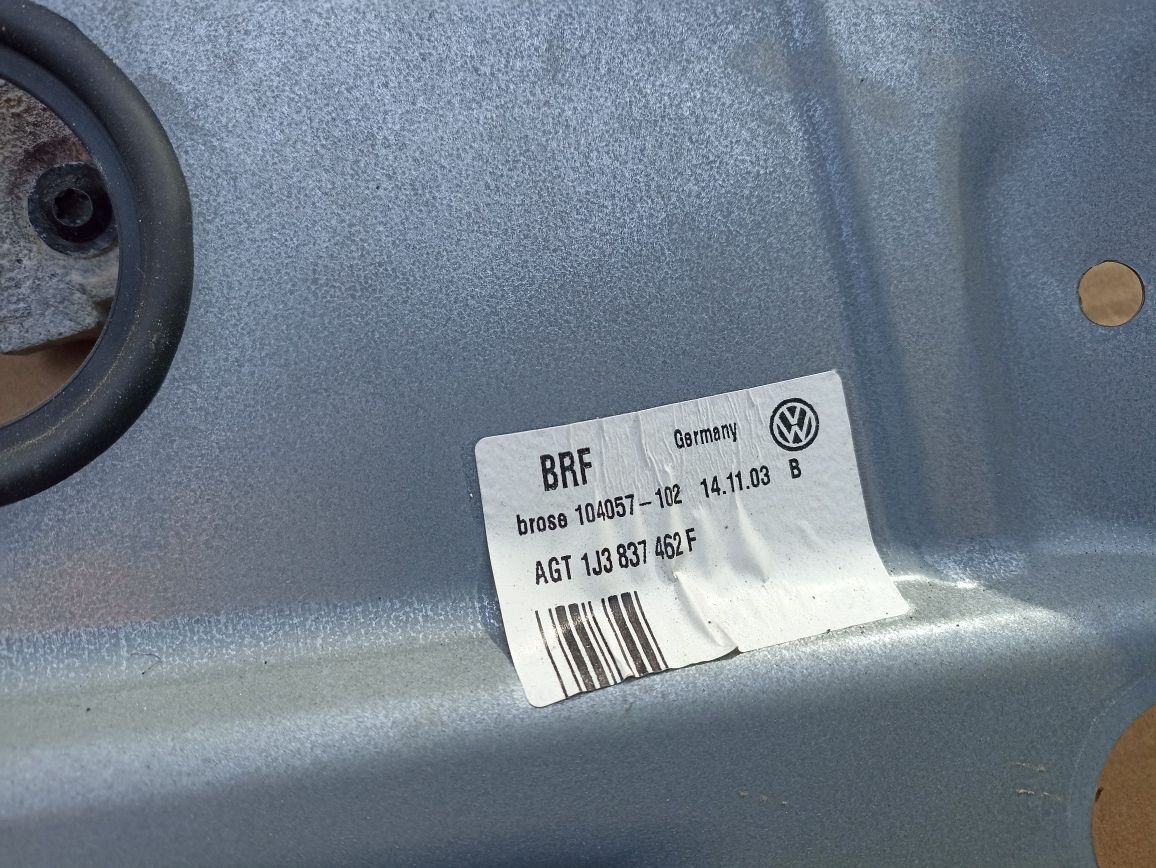 Germany
BRF
brose 104057-102 14.11.03 B
AGT 1J3 837 462 F